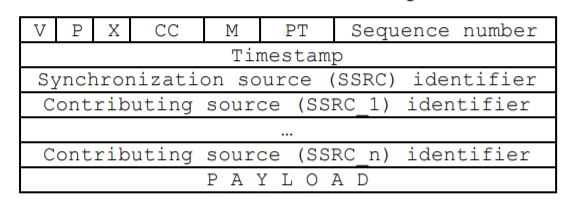 V P X CC M PT Sequence number
Timestamp
Synchronization source (SSRC) identifier
Contributing source (SSRC_1) identifier
…
Contributing source (SSRC_n) identifier
P A Y L O A D